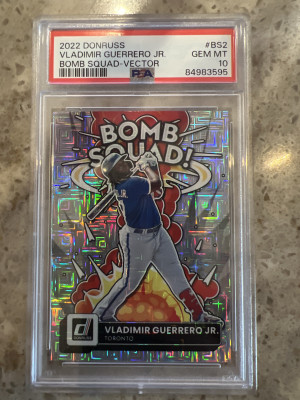 2022 DONRUSS #BS2
VLADIMIR GUERRERO JR. GEM MT
BOMB SQUAD-VECTOR 10
PSA 84983595
BOMB
SQUAD!
DONRUSS
VLADIMIR GUERRERO JR.
TORONTO